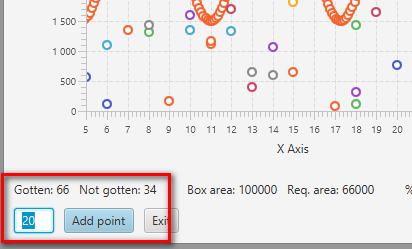 1 500
1 000
500
0
5 6 7 8 9 10 11 12 13 14 15 16 17 18 19 20
X Axis
Gotten: 66 Not gotten: 34 Box area: 100000 Req. area: 66000 %
20 Add point Exit